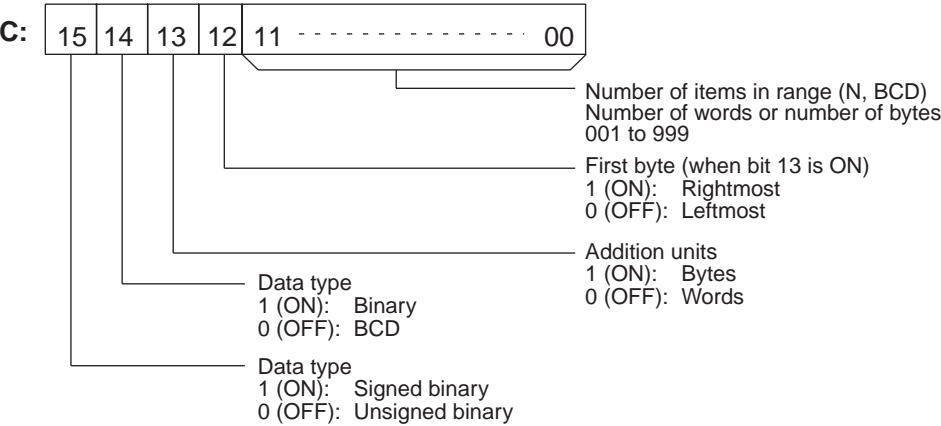 C: 15 14 13 12 11 00
Number of items in range (N, BCD)
Number of words or number of bytes
001 to 999
First byte (when bit 13 is ON)
1 (ON): Rightmost
0 (OFF): Leftmost
Addition units
1 (ON): Bytes
0 (OFF): Words
Data type
1 (ON): Binary
0 (OFF): BCD
Data type
1 (ON): Signed binary
0 (OFF): Unsigned binary